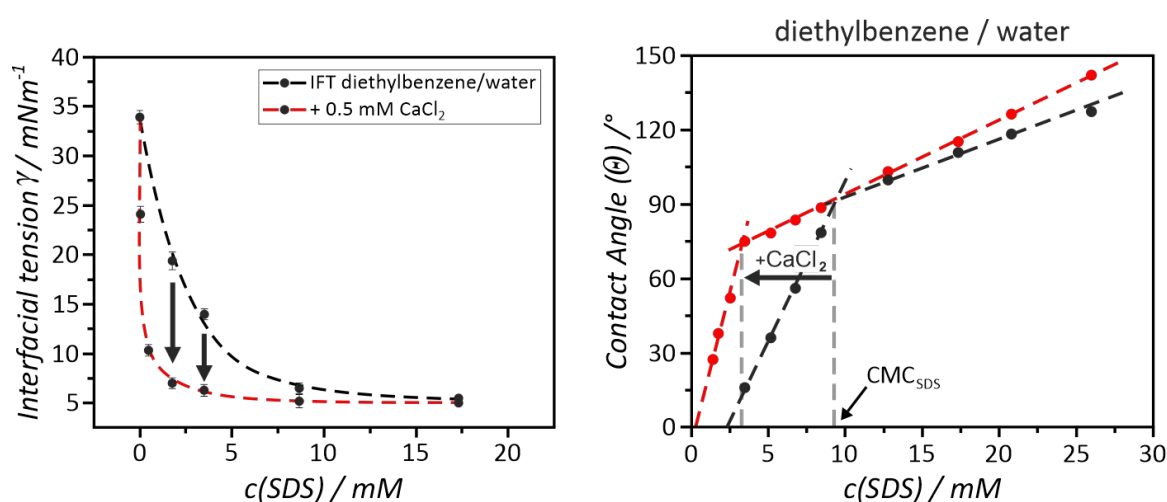 Interfacial tension γ / mNm⁻¹
40
35
30
25
20
15
10
5
0
5
10
15
20
c(SDS) / mM
IFT diethylbenzene/water
+ 0.5 mM CaCl₂
diethylbenzene / water
Contact Angle (Θ) /°
150
120
90
60
30
0
0
5
10
15
20
25
30
c(SDS) / mM
+CaCl₂
CMC_SDS